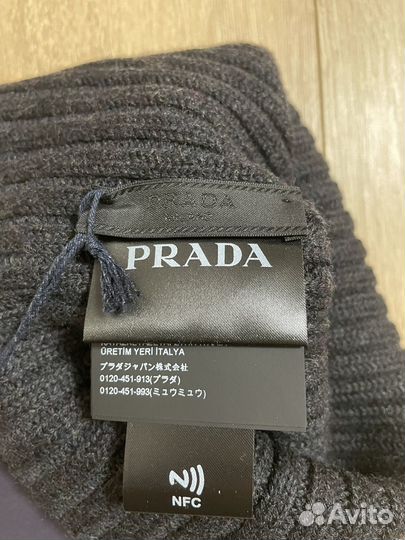 PRADA
MILANO
PRADA
ÜRETİM YERİ İTALYA
プラダジャパン株式会社
0120-451-913(プラダ)
0120-451-993(ミュウミュウ)
NFC
Avito